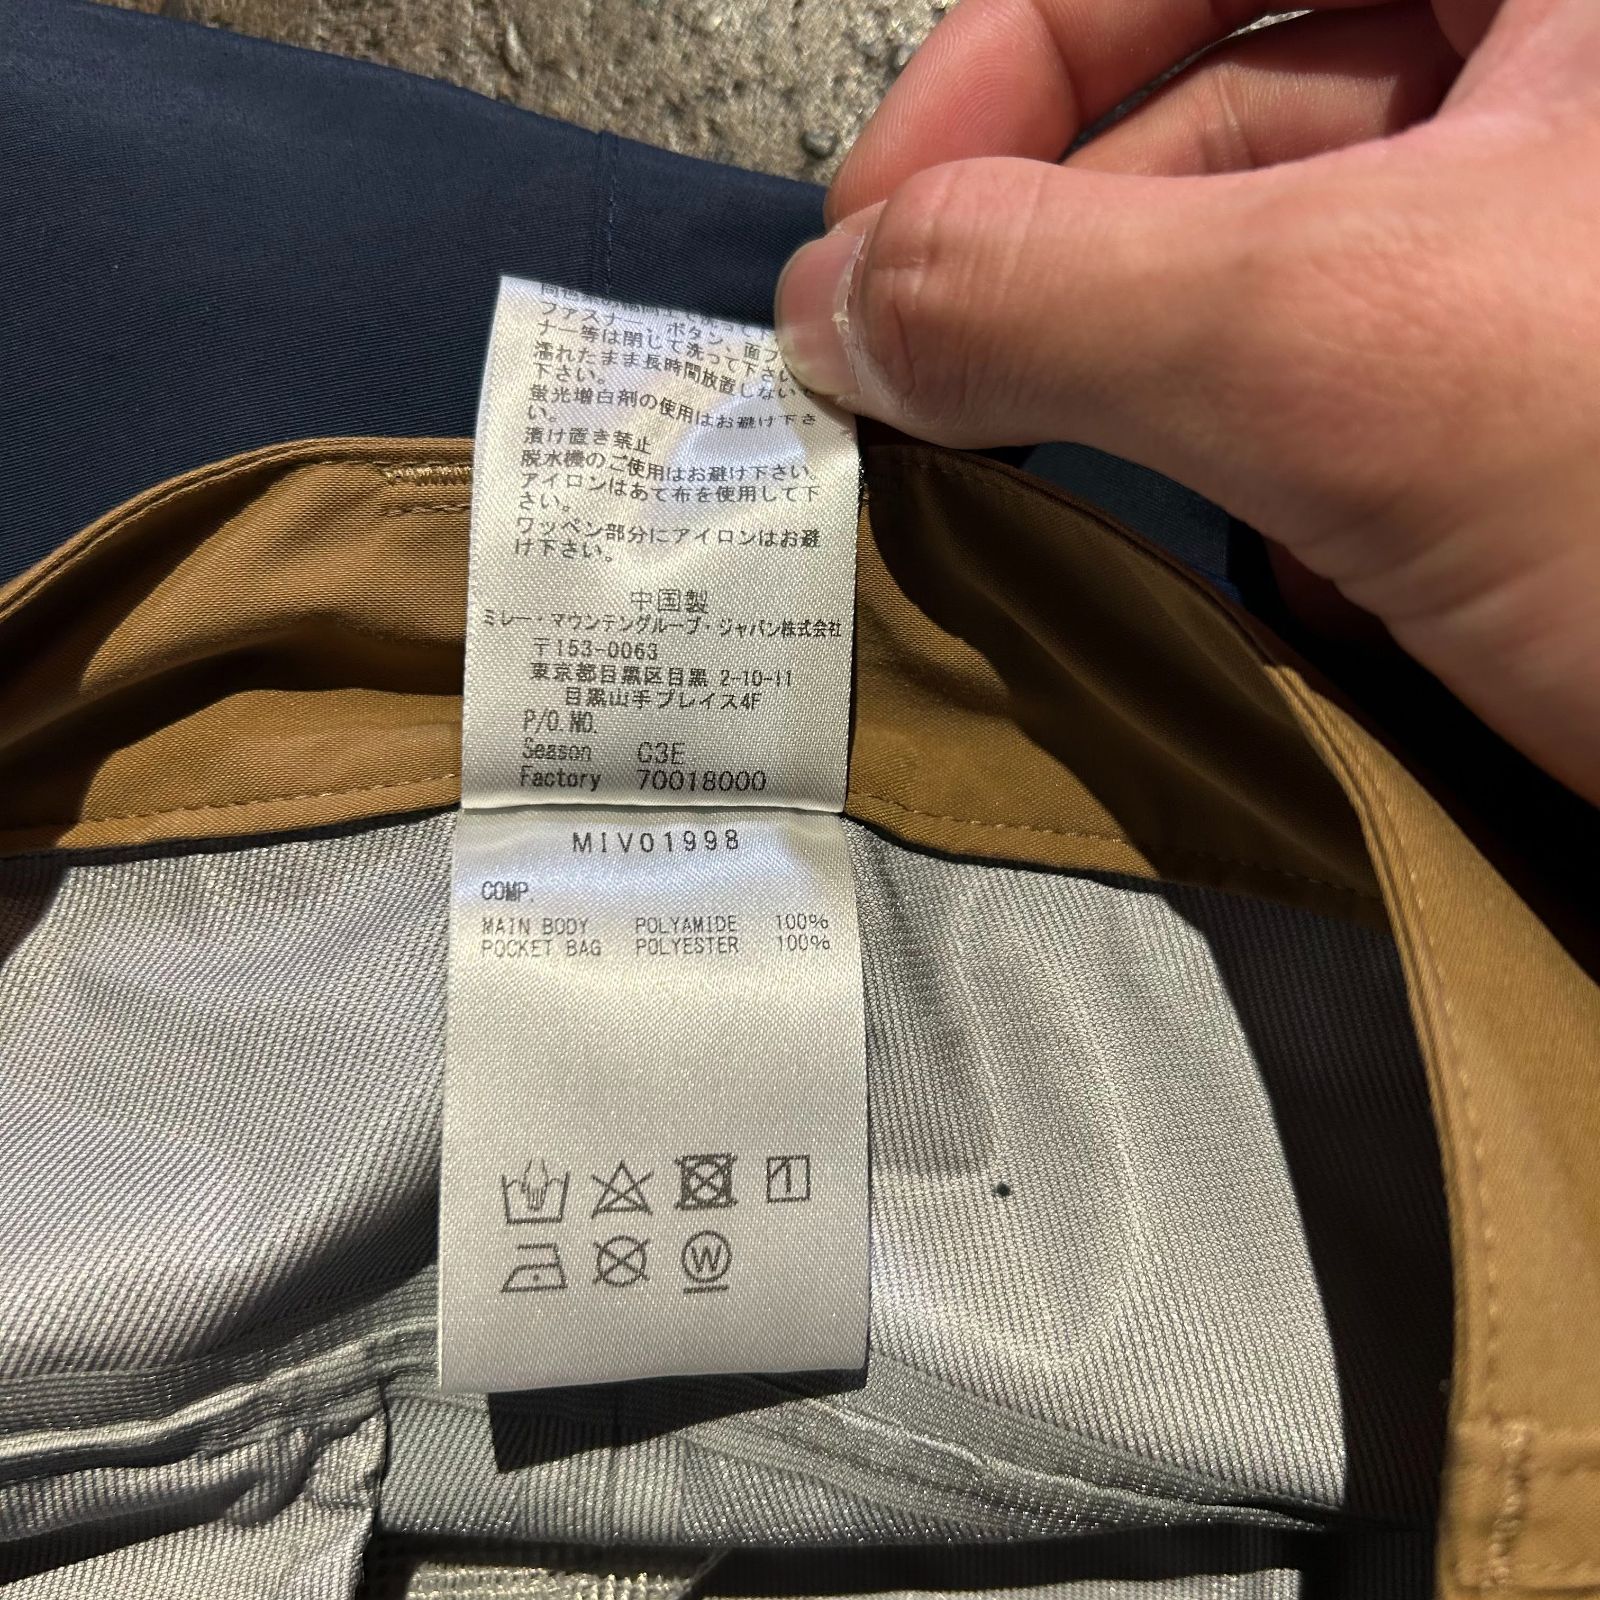 ファスナー、ボタン、面フ
ナー等は閉じて洗って下さい。
濡れたまま長時間放置しないで
下さい。
蛍光増白剤の使用はお避け下さ
い。
漬け置き禁止
脱水機のご使用はお避け下さい。
アイロンはあて布を使用して下
さい。
ワッペン部分にアイロンはお避
け下さい。
中国製
ミレー・マウンテングループ・ジャパン株式会社
〒153-0063
東京都目黒区目黒 2-10-11
目黒山手プレイス4F
P/O.NO.
Season C3E
Factory 70018000
MIV01998
COMP.
MAIN BODY POLYAMIDE 100%
POCKET BAG POLYESTER 100%
W